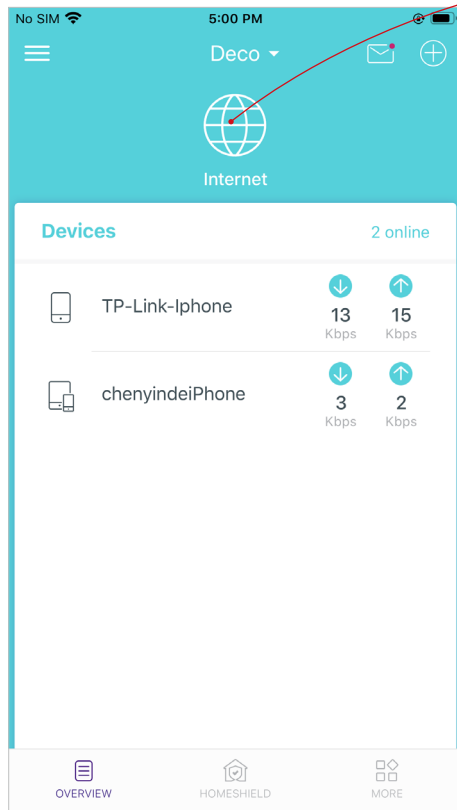 No SIM 5:00 PM
Deco
Internet
Devices 2 online
TP-Link-Iphone 13 15
Kbps Kbps
chenyindeiPhone 3 2
Kbps Kbps
OVERVIEW HOMESHIELD MORE